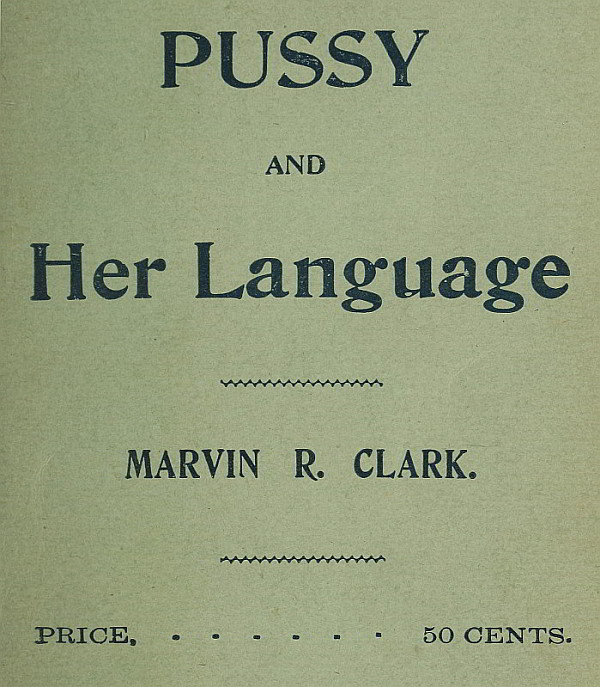 PUSSY
AND
Her Language
MARVIN R. CLARK.
PRICE, . . . . . . 50 CENTS.